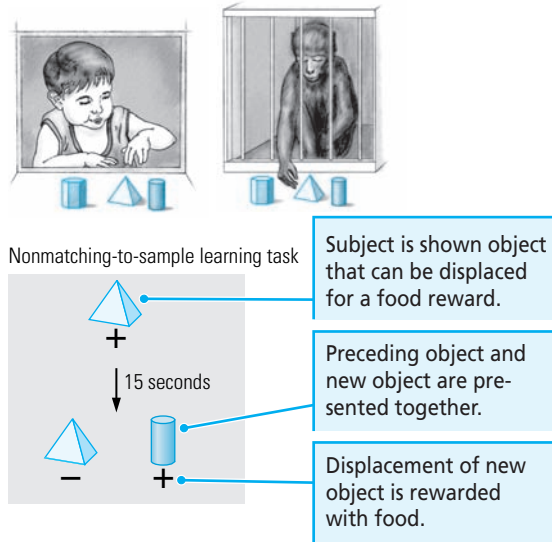 Nonmatching-to-sample learning task
+
15 seconds
–
+
Subject is shown object
that can be displaced
for a food reward.
Preceding object and
new object are pre-
sented together.
Displacement of new
object is rewarded
with food.